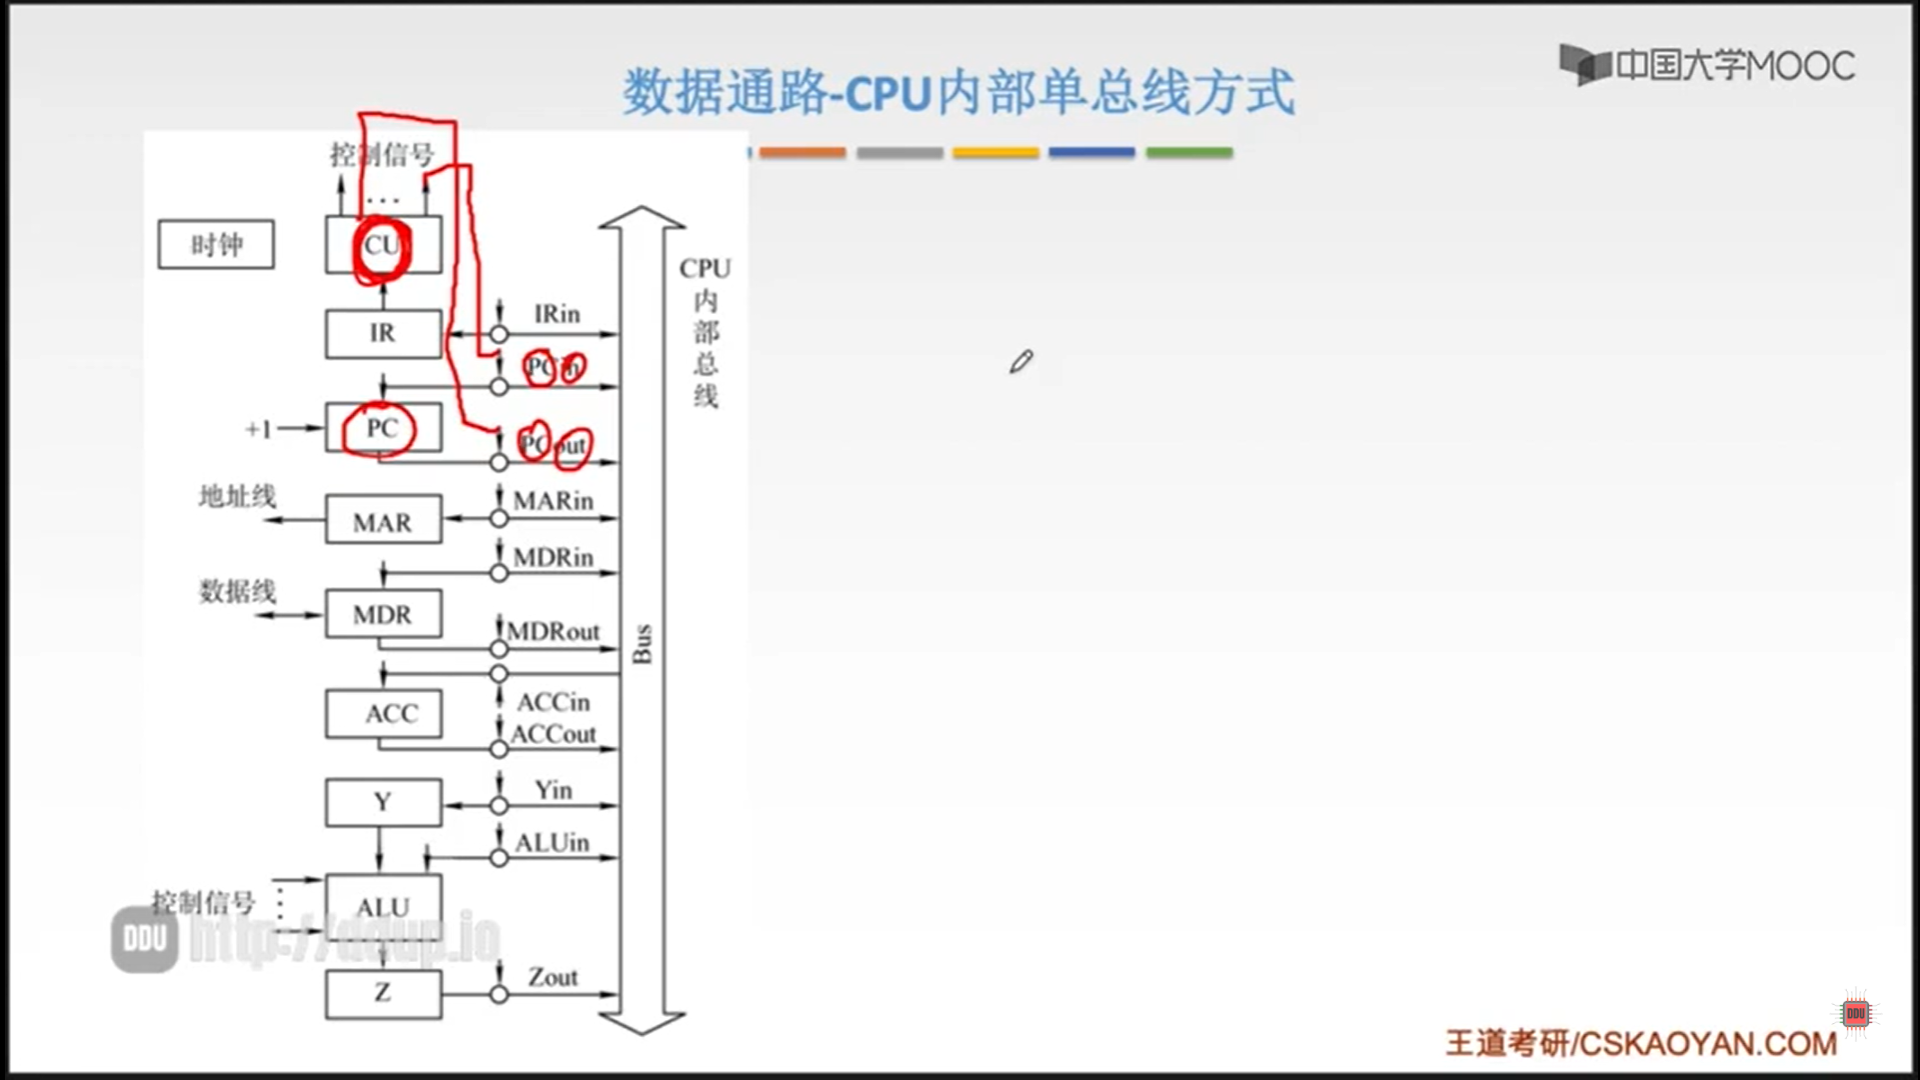 中国大学MOOC
数据通路-CPU内部单总线方式
控制信号
...
时钟
CU
CPU
内
部
总
线
IR
IRin
PCin
+1
PC
PCout
地址线
MAR
MARin
MDRin
数据线
MDR
MDRout
Bus
ACC
ACCin
ACCout
Y
Yin
ALUin
控制信号
ALU
DDU http://ddup.io
Z
Zout
DDU
王道考研/CSKAOYAN.COM